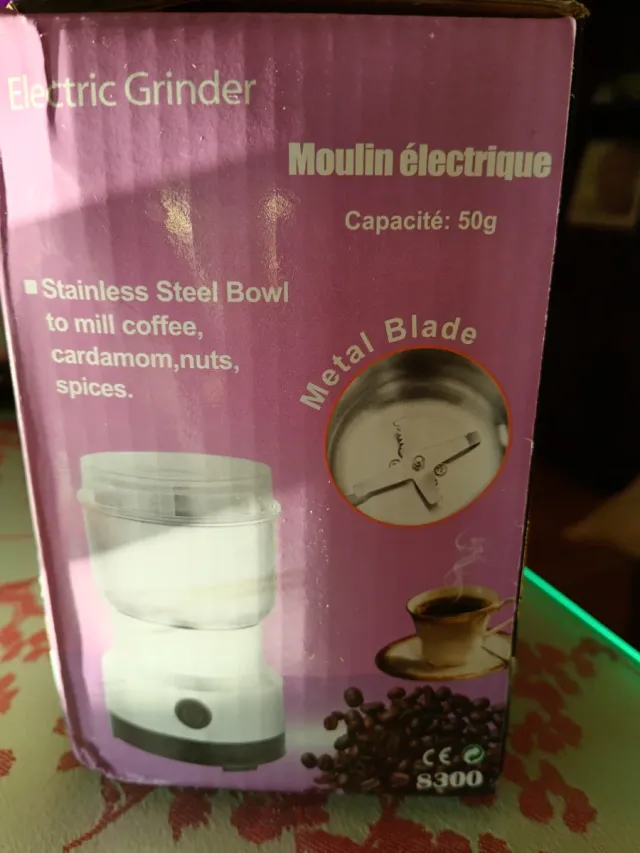 Electric Grinder
Moulin électrique
Capacité: 50g
Stainless Steel Bowl
to mill coffee,
cardamom,nuts,
spices.
Metal Blade
CE
8300